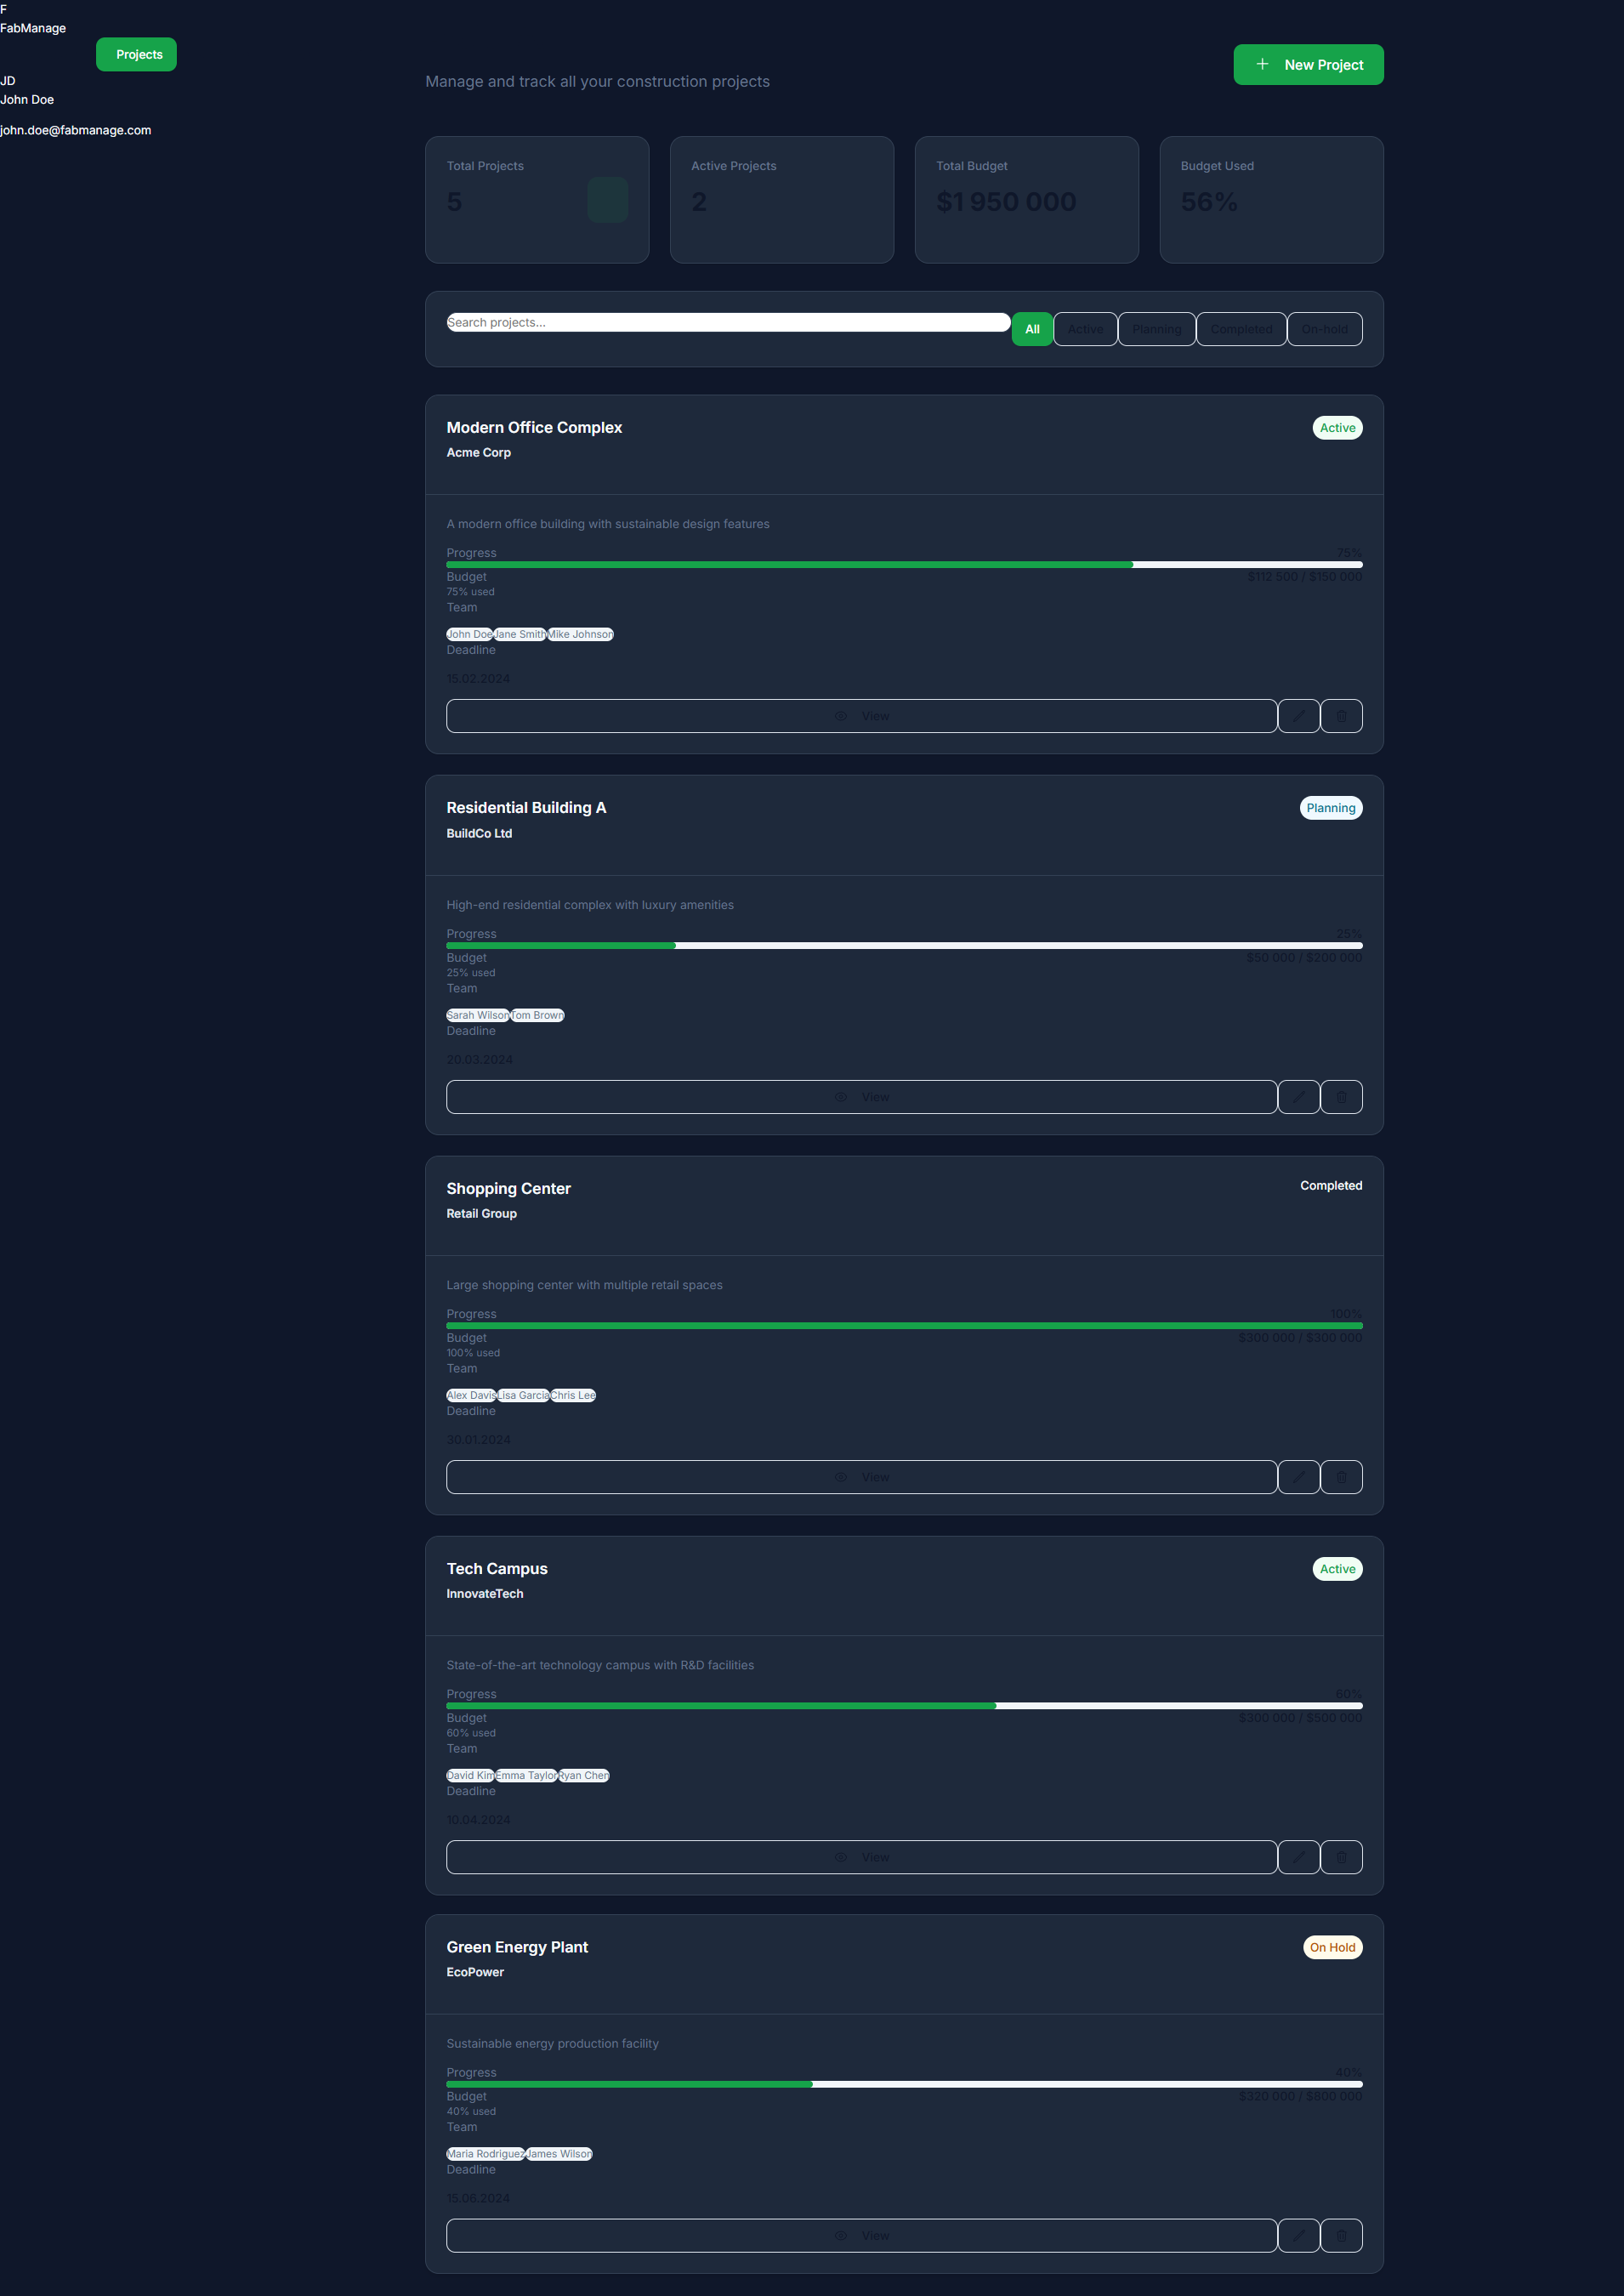 F
FabManage
Projects
JD
John Doe
john.doe@fabmanage.com
Manage and track all your construction projects
New Project
Total Projects
5
Active Projects
2
Total Budget
$1 950 000
Budget Used
56%
Search projects...
All Active Planning Completed On-hold
Modern Office Complex Active
Acme Corp
A modern office building with sustainable design features
Progress 75%
Budget $112 500 / $150 000
75% used
Team
John Doe Jane Smith Mike Johnson
Deadline
15.02.2024
View
Residential Building A Planning
BuildCo Ltd
High-end residential complex with luxury amenities
Progress 25%
Budget $50 000 / $200 000
25% used
Team
Sarah Wilson Tom Brown
Deadline
20.03.2024
View
Shopping Center Completed
Retail Group
Large shopping center with multiple retail spaces
Progress 100%
Budget $300 000 / $300 000
100% used
Team
Alex Davis Lisa Garcia Chris Lee
Deadline
30.01.2024
View
Tech Campus Active
InnovateTech
State-of-the-art technology campus with R&D facilities
Progress 60%
Budget $300 000 / $500 000
60% used
Team
David Kim Emma Taylor Ryan Chen
Deadline
10.04.2024
View
Green Energy Plant On Hold
EcoPower
Sustainable energy production facility
Progress 40%
Budget $320 000 / $800 000
40% used
Team
Maria Rodriguez James Wilson
Deadline
15.06.2024
View